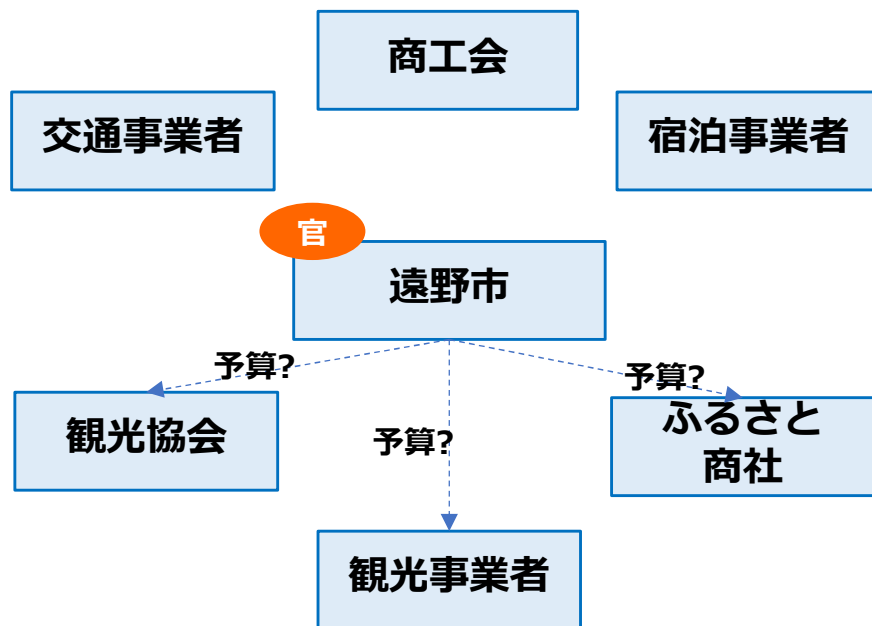 商工会
交通事業者
宿泊事業者
官
遠野市
予算?
予算?
予算?
観光協会
ふるさと
商社
観光事業者